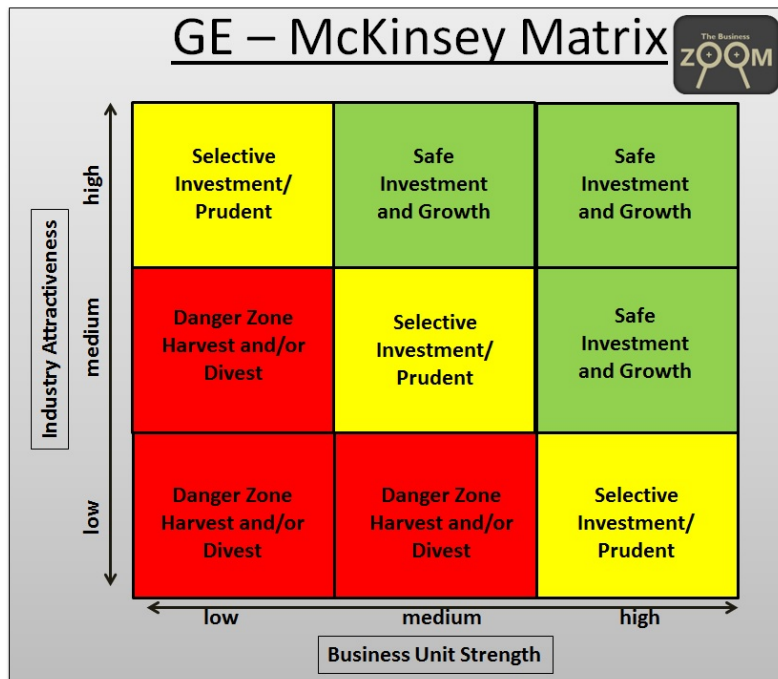 GE – McKinsey Matrix
The Business
ZOOM
Industry Attractiveness
high
Selective
Investment/
Prudent
Safe
Investment
and Growth
Safe
Investment
and Growth
medium
Danger Zone
Harvest and/or
Divest
Selective
Investment/
Prudent
Safe
Investment
and Growth
low
Danger Zone
Harvest and/or
Divest
Danger Zone
Harvest and/or
Divest
Selective
Investment/
Prudent
low
medium
high
Business Unit Strength